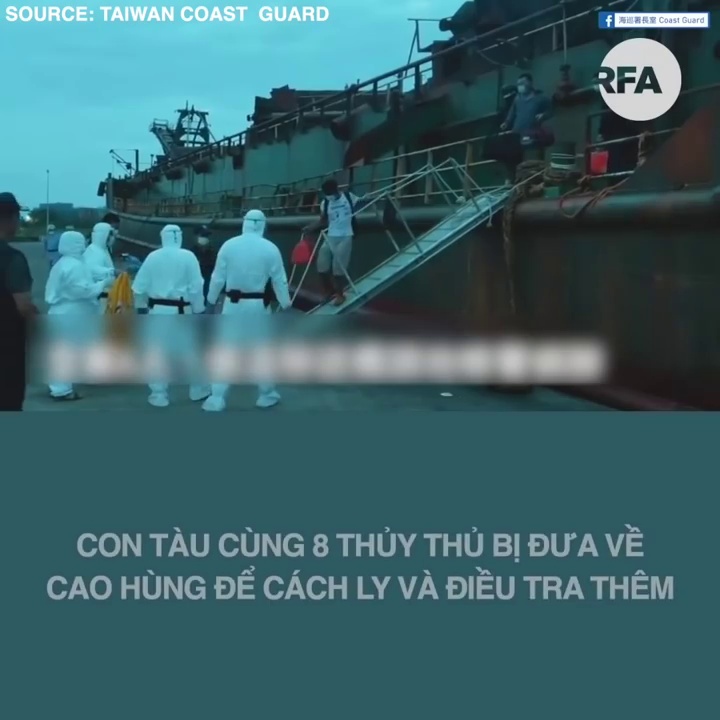 SOURCE: TAIWAN COAST GUARD
海巡署長室 Coast Guard
RFA
CON TÀU CÙNG 8 THỦY THỦ BỊ ĐƯA VỀ
CAO HÙNG ĐỂ CÁCH LY VÀ ĐIỀU TRA THÊM